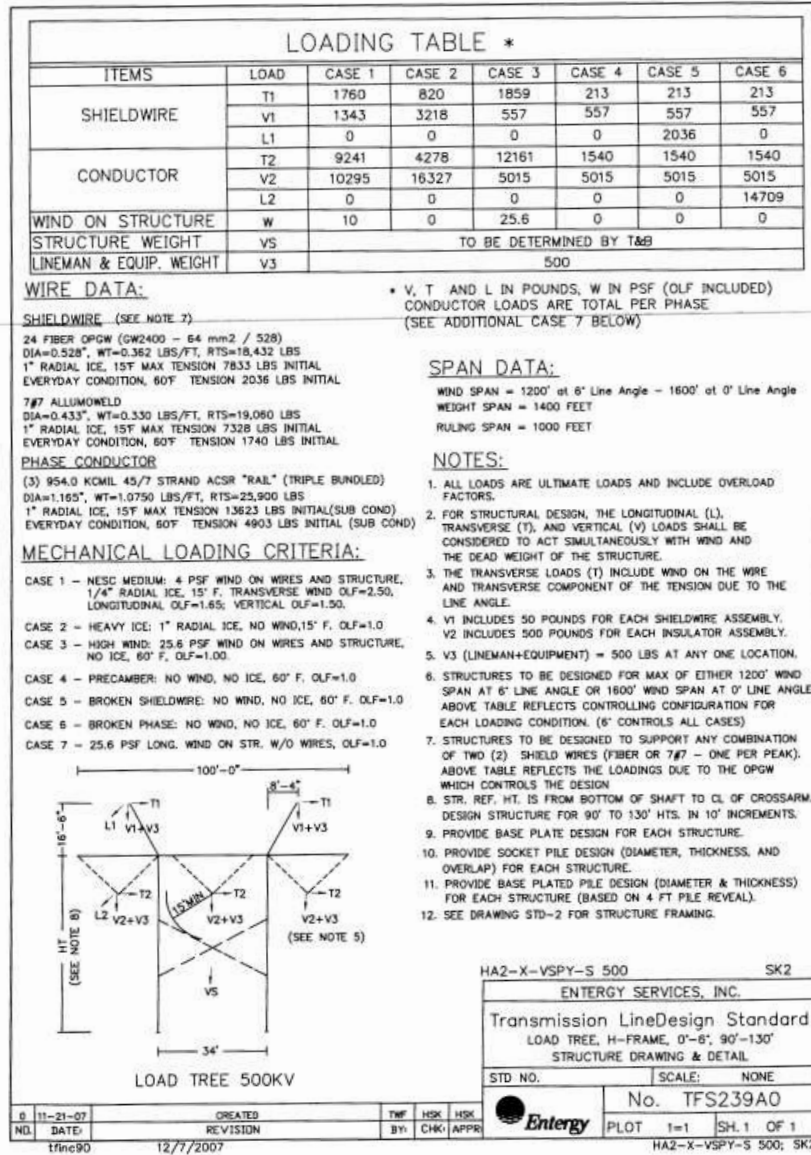 LOADING TABLE *
ITEMS LOAD CASE 1 CASE 2 CASE 3 CASE 4 CASE 5 CASE 6
SHIELDWIRE
T1 1760 820 1859 213 213 213
V1 1343 3218 557 557 557 557
L1 0 0 0 0 2036 0
CONDUCTOR
T2 9241 4278 12161 1540 1540 1540
V2 10295 16327 5015 5015 5015 5015
L2 0 0 0 0 0 14709
WIND ON STRUCTURE W 10 0 25.6 0 0 0
STRUCTURE WEIGHT VS TO BE DETERMINED BY T&B
LINEMAN & EQUIP. WEIGHT V3 500
* V, T AND L IN POUNDS, W IN PSF (OLF INCLUDED)
CONDUCTOR LOADS ARE TOTAL PER PHASE
(SEE ADDITIONAL CASE 7 BELOW)
WIRE DATA:
SHIELDWIRE (SEE NOTE 7)
24 FIBER OPGW (GW2400 - 64 mm2 / 528)
DIA=0.528", WT=0.362 LBS/FT, RTS=18,432 LBS
1" RADIAL ICE, 15°F MAX TENSION 7833 LBS INITIAL
EVERYDAY CONDITION, 60°F TENSION 2036 LBS INITIAL
7#7 ALLUMOWELD
DIA=0.433", WT=0.330 LBS/FT, RTS=19,060 LBS
1" RADIAL ICE, 15°F MAX TENSION 7328 LBS INITIAL
EVERYDAY CONDITION, 60°F TENSION 1740 LBS INITIAL
PHASE CONDUCTOR
(3) 954.0 KCMIL 45/7 STRAND ACSR "RAIL" (TRIPLE BUNDLED)
DIA=1.165", WT=1.0750 LBS/FT, RTS=25,900 LBS
1" RADIAL ICE, 15°F MAX TENSION 13623 LBS INITIAL(SUB COND)
EVERYDAY CONDITION, 60°F TENSION 4903 LBS INITIAL (SUB COND)
MECHANICAL LOADING CRITERIA:
CASE 1 - NESC MEDIUM: 4 PSF WIND ON WIRES AND STRUCTURE,
1/4" RADIAL ICE, 15° F. TRANSVERSE WIND OLF=2.50,
LONGITUDINAL OLF=1.65; VERTICAL OLF=1.50.
CASE 2 - HEAVY ICE: 1" RADIAL ICE, NO WIND,15° F. OLF=1.0
CASE 3 - HIGH WIND: 25.6 PSF WIND ON WIRES AND STRUCTURE,
NO ICE, 60° F, OLF=1.00.
CASE 4 - PRECAMBER: NO WIND, NO ICE, 60° F. OLF=1.0
CASE 5 - BROKEN SHIELDWIRE: NO WIND, NO ICE, 60° F. OLF=1.0
CASE 6 - BROKEN PHASE: NO WIND, NO ICE, 60° F. OLF=1.0
CASE 7 - 25.6 PSF LONG. WIND ON STR. W/O WIRES, OLF=1.0
SPAN DATA:
WIND SPAN = 1200' at 6° Line Angle - 1600' at 0° Line Angle
WEIGHT SPAN = 1400 FEET
RULING SPAN = 1000 FEET
NOTES:
1. ALL LOADS ARE ULTIMATE LOADS AND INCLUDE OVERLOAD
FACTORS.
2. FOR STRUCTURAL DESIGN, THE LONGITUDINAL (L),
TRANSVERSE (T), AND VERTICAL (V) LOADS SHALL BE
CONSIDERED TO ACT SIMULTANEOUSLY WITH WIND AND
THE DEAD WEIGHT OF THE STRUCTURE.
3. THE TRANSVERSE LOADS (T) INCLUDE WIND ON THE WIRE
AND TRANSVERSE COMPONENT OF THE TENSION DUE TO THE
LINE ANGLE.
4. V1 INCLUDES 50 POUNDS FOR EACH SHIELDWIRE ASSEMBLY.
V2 INCLUDES 500 POUNDS FOR EACH INSULATOR ASSEMBLY.
5. V3 (LINEMAN+EQUIPMENT) = 500 LBS AT ANY ONE LOCATION.
6. STRUCTURES TO BE DESIGNED FOR MAX OF EITHER 1200' WIND
SPAN AT 6° LINE ANGLE OR 1600' WIND SPAN AT 0° LINE ANGLE
ABOVE TABLE REFLECTS CONTROLLING CONFIGURATION FOR
EACH LOADING CONDITION. (6° CONTROLS ALL CASES)
7. STRUCTURES TO BE DESIGNED TO SUPPORT ANY COMBINATION
OF TWO (2) SHIELD WIRES (FIBER OR 7#7 - ONE PER PEAK).
ABOVE TABLE REFLECTS THE LOADINGS DUE TO THE OPGW
WHICH CONTROLS THE DESIGN
8. STR. REF. HT. IS FROM BOTTOM OF SHAFT TO CL OF CROSSARM.
DESIGN STRUCTURE FOR 90' TO 130' HTS. IN 10' INCREMENTS.
9. PROVIDE BASE PLATE DESIGN FOR EACH STRUCTURE.
10. PROVIDE SOCKET PILE DESIGN (DIAMETER, THICKNESS, AND
OVERLAP) FOR EACH STRUCTURE.
11. PROVIDE BASE PLATED PILE DESIGN (DIAMETER & THICKNESS)
FOR EACH STRUCTURE (BASED ON 4 FT PILE REVEAL).
12. SEE DRAWING STD-2 FOR STRUCTURE FRAMING.
100'-0"
8'-4"
T1 T1
L1 V1+V3 V1+V3
16'-6"
T2 T2 T2
15'MIN
L2 V2+V3 V2+V3 V2+V3
(SEE NOTE 5)
HT
(SEE NOTE 8)
VS
34'
LOAD TREE 500KV
HA2-X-VSPY-S 500 SK2
ENTERGY SERVICES, INC.
Transmission LineDesign Standard
LOAD TREE, H-FRAME, 0°-6°, 90'-130'
STRUCTURE DRAWING & DETAIL
STD NO. SCALE: NONE
Entergy
No. TFS239A0
PLOT 1=1 SH. 1 OF 1
0 11-21-07 CREATED TWF HSK HSK
NO. DATE: REVISION BY: CHK: APPR
tfinc90 12/7/2007
HA2-X-VSPY-S 500; SK2